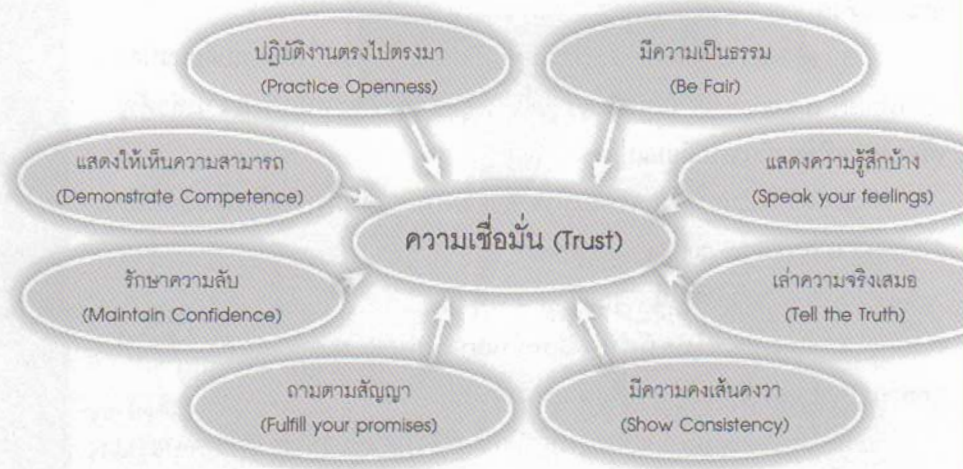 ปฏิบัติงานตรงไปตรงมา
(Practice Openness)
มีความเป็นธรรม
(Be Fair)
แสดงให้เห็นความสามารถ
(Demonstrate Competence)
แสดงความรู้สึกบ้าง
(Speak your feelings)
ความเชื่อมั่น (Trust)
รักษาความลับ
(Maintain Confidence)
เล่าความจริงเสมอ
(Tell the Truth)
ถามตามสัญญา
(Fulfill your promises)
มีความคงเส้นคงวา
(Show Consistency)